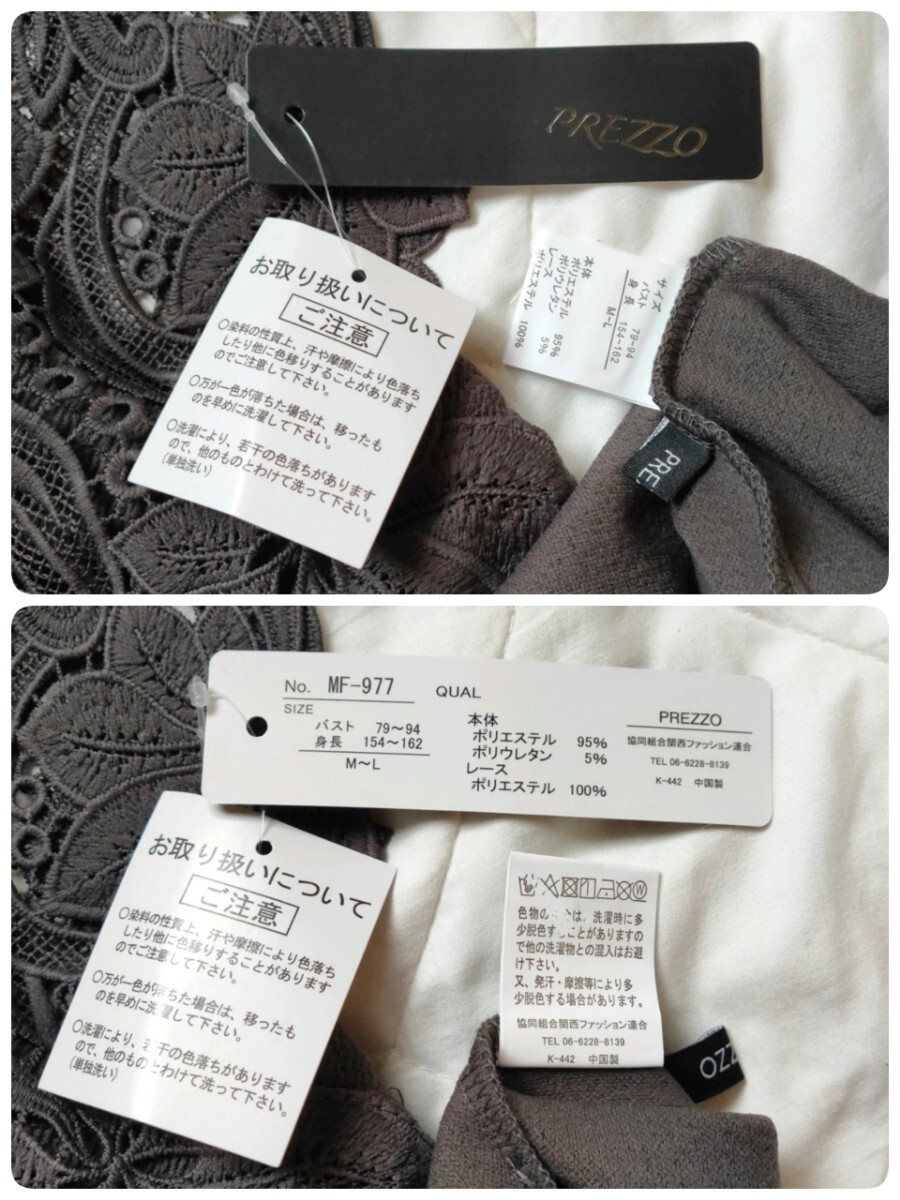 PREZZO
お取り扱いについて
ご注意
○染料の性質上、汗や摩擦により色落ち
したり他に色移りすることがあります
のでご注意して下さい。
○万が一色が落ちた場合は、移ったも
のを早めに洗濯して下さい。
○洗濯により、若干の色落ちがあります
ので、他のものとわけて洗って下さい。
(単独洗い)
サイズ
バスト 79-94
身長 154-162
M-L
本体
ポリエステル 95%
ポリウレタン 5%
レース
ポリエステル 100%
PRE
No. MF-977 QUAL
SIZE
バスト 79～94
身長 154～162
M～L
本体
ポリエステル 95%
ポリウレタン 5%
レース
ポリエステル 100%
PREZZO
協同組合関西ファッション連合
TEL 06-6228-8139
K-442 中国製
お取り扱いについて
ご注意
○染料の性質上、汗や摩擦により色落ち
したり他に色移りすることがあります
のでご注意して下さい。
○万が一色が落ちた場合は、移ったも
のを早めに洗濯して下さい。
○洗濯により、若干の色落ちがあります
ので、他のものとわけて洗って下さい。
(単独洗い)
色物の は、洗濯時に多
少脱色す ことがありますの
で他の洗濯物との混入はお避
け下さい。
又、発汗・摩擦等により多
少脱色する場合があります。
協同組合関西ファッション連合
TEL 06-6228-8139
K-442 中国製
ZZO